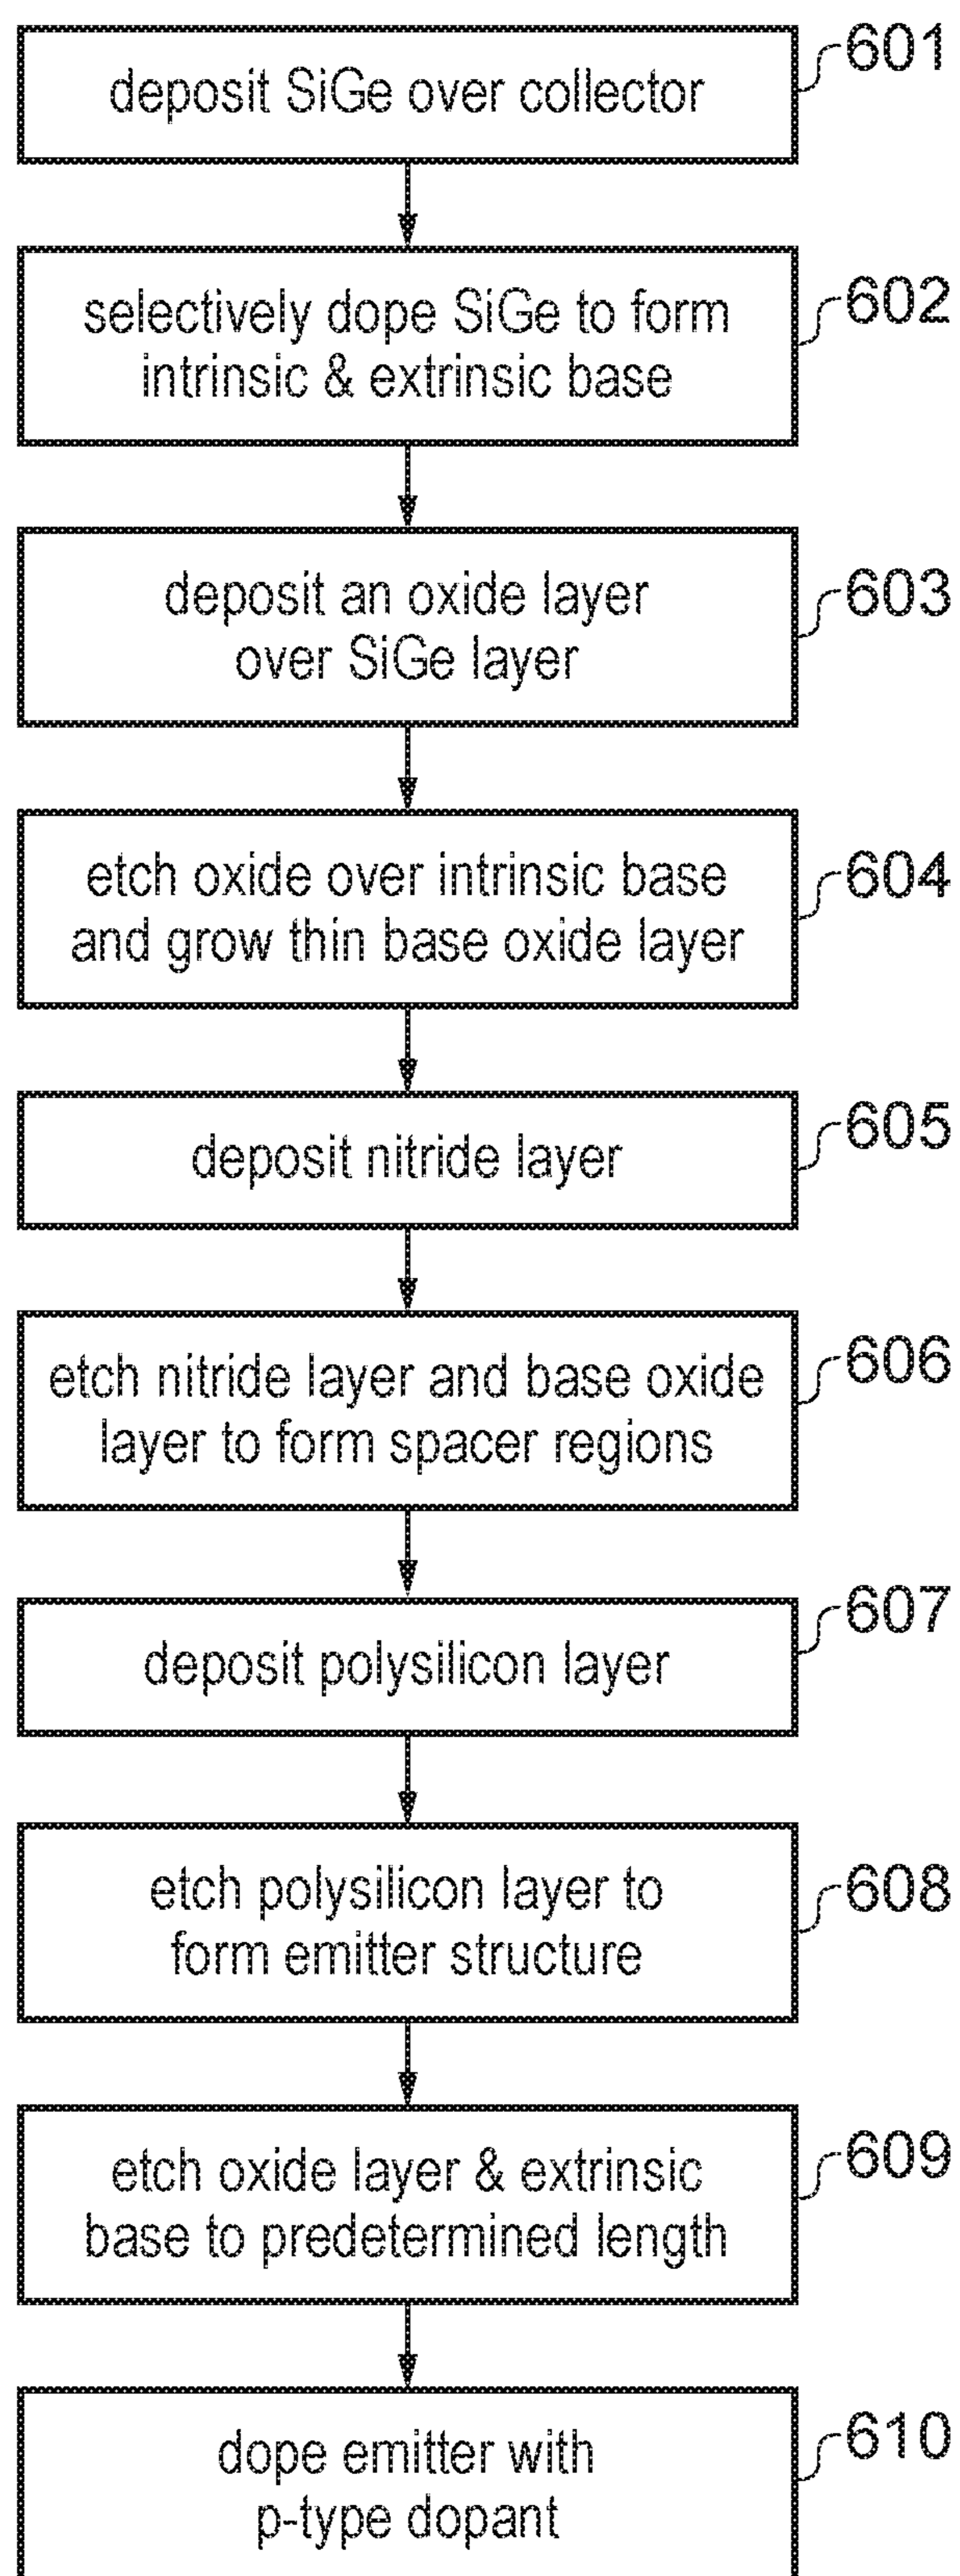 deposit SiGe over collector
601
selectively dope SiGe to form
intrinsic & extrinsic base
602
deposit an oxide layer
over SiGe layer
603
etch oxide over intrinsic base
and grow thin base oxide layer
604
deposit nitride layer
605
etch nitride layer and base oxide
layer to form spacer regions
606
deposit polysilicon layer
607
etch polysilicon layer to
form emitter structure
608
etch oxide layer & extrinsic
base to predetermined length
609
dope emitter with
p-type dopant
610